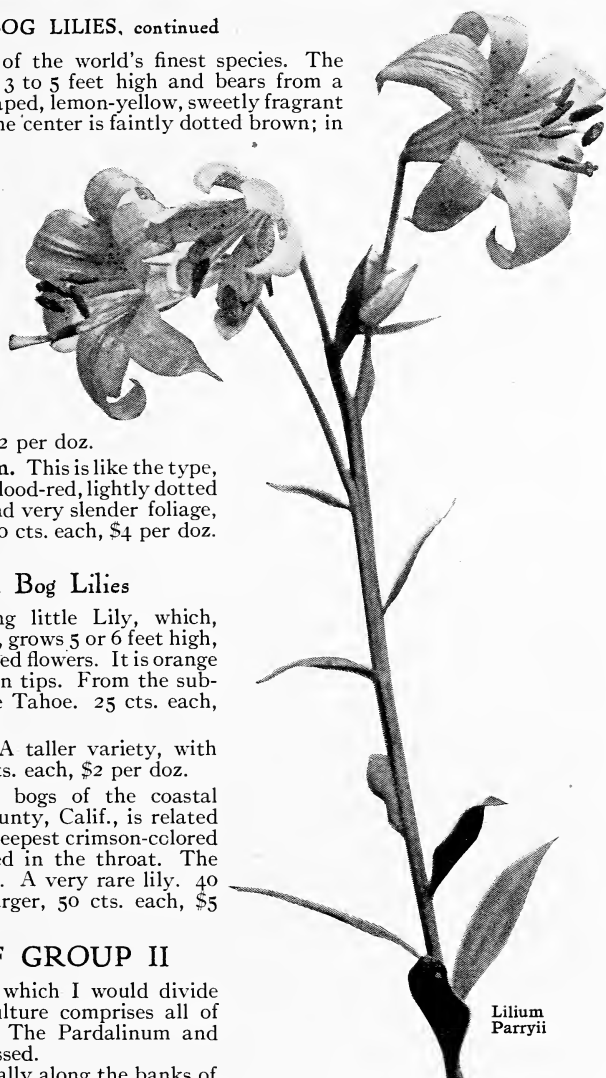 OG LILIES, continued
of the world's finest species. The
3 to 5 feet high and bears from a
aped, lemon-yellow, sweetly fragrant
he center is faintly dotted brown; in
2 per doz.
n. This is like the type,
lood-red, lightly dotted
nd very slender foliage,
0 cts. each, $4 per doz.
Bog Lilies
ng little Lily, which,
, grows 5 or 6 feet high,
ed flowers. It is orange
n tips. From the sub-
e Tahoe. 25 cts. each,
A taller variety, with
ts. each, $2 per doz.
bogs of the coastal
unty, Calif., is related
eepest crimson-colored
ed in the throat. The
. A very rare lily. 40
arger, 50 cts. each, $5
F GROUP II
which I would divide
ulture comprises all of
The Pardalinum and
ssed.
ally along the banks of
Lilium
Parryii